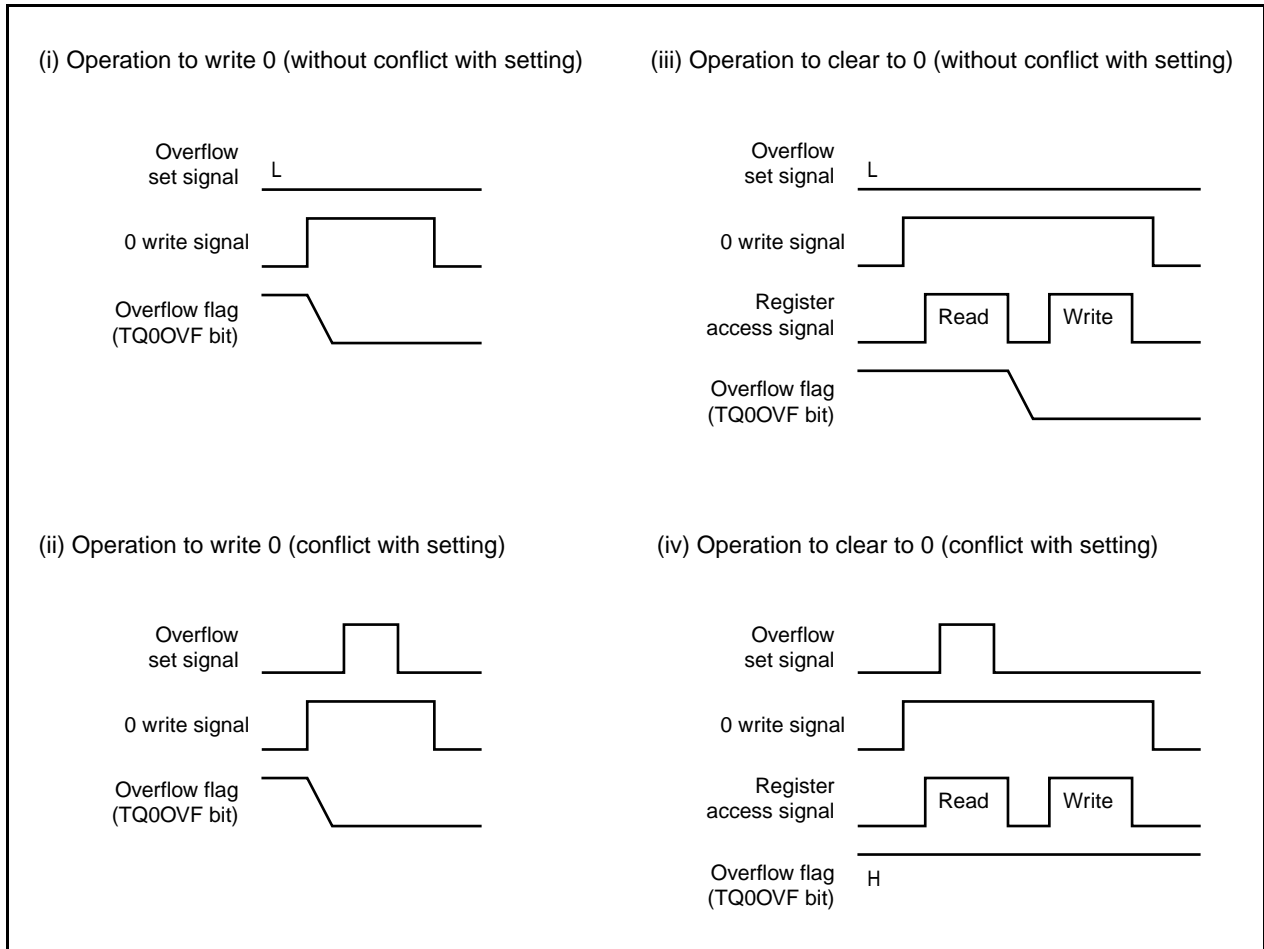 (i) Operation to write 0 (without conflict with setting)
Overflow
set signal
L
0 write signal
Overflow flag
(TQ0OVF bit)
(iii) Operation to clear to 0 (without conflict with setting)
Overflow
set signal
L
0 write signal
Register
access signal
Read
Write
Overflow flag
(TQ0OVF bit)
(ii) Operation to write 0 (conflict with setting)
Overflow
set signal
0 write signal
Overflow flag
(TQ0OVF bit)
(iv) Operation to clear to 0 (conflict with setting)
Overflow
set signal
0 write signal
Register
access signal
Read
Write
Overflow flag
(TQ0OVF bit)
H